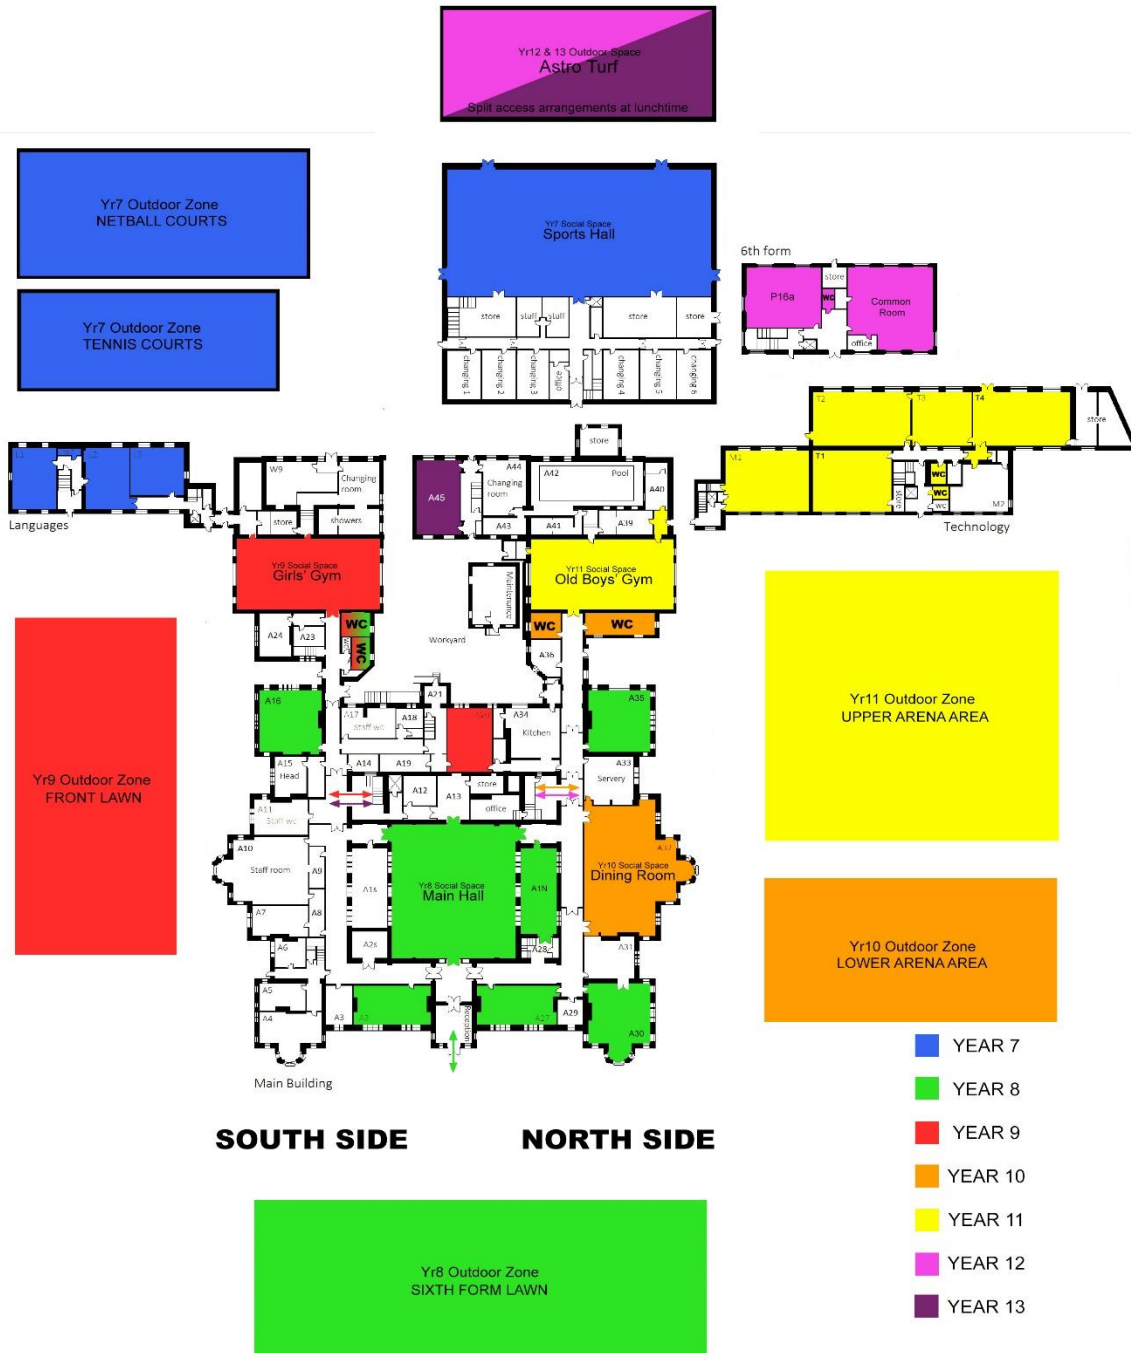 Yr12 & 13 Outdoor Space
Astro Turf
Split access arrangements at lunchtime
Yr7 Outdoor Zone
NETBALL COURTS
Yr7 Social Space
Sports Hall
6th form
store
P16a
WC
Common
Room
office
Yr7 Outdoor Zone
TENNIS COURTS
store
staff
staff
store
store
changing 1
changing 2
changing 3
office
changing 4
changing 5
changing 6
T2
T3
T4
store
L1
L2
L3
Languages
W9
Changing
room
store
showers
store
A45
A44
Changing
room
A43
A42
Pool
A41
A39
A40
M1
T1
store
WC
WC
WC
M2
Technology
Yr9 Social Space
Girls' Gym
Yr11 Social Space
Old Boys' Gym
Maintenance
Workyard
A24
A23
WC
WC
WC
WC
A36
A16
A17
Staff wc
A18
A21
A34
Kitchen
A35
A15
Head
A14
A19
A33
Servery
A12
A13
store
office
A11
Staff wc
A10
Staff room
A9
A8
A7
A6
A5
A4
A1s
A2s
Yr8 Social Space
Main Hall
A1N
A28
A32
Yr10 Social Space
Dining Room
A31
A3
A2
Reception
A27
A29
A30
Main Building
Yr9 Outdoor Zone
FRONT LAWN
Yr11 Outdoor Zone
UPPER ARENA AREA
Yr10 Outdoor Zone
LOWER ARENA AREA
YEAR 7
YEAR 8
YEAR 9
YEAR 10
YEAR 11
YEAR 12
YEAR 13
SOUTH SIDE
NORTH SIDE
Yr8 Outdoor Zone
SIXTH FORM LAWN